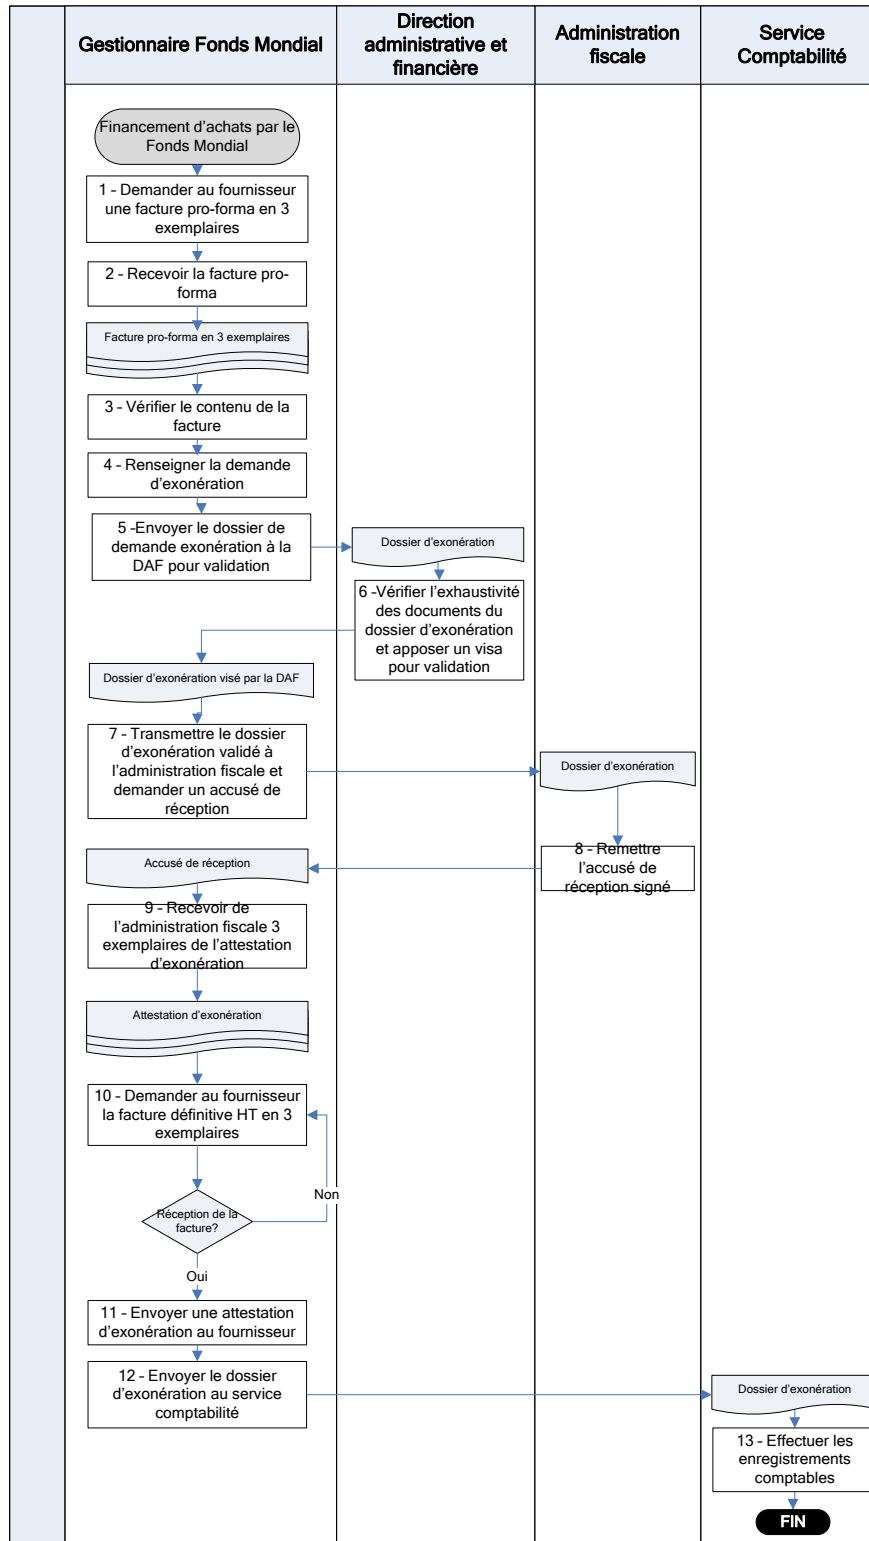 Gestionnaire Fonds Mondial
Direction
administrative et
financière
Administration
fiscale
Service
Comptabilité
Financement d'achats par le
Fonds Mondial
1 - Demander au fournisseur
une facture pro-forma en 3
exemplaires
2 - Recevoir la facture pro-
forma
Facture pro-forma en 3 exemplaires
3 - Vérifier le contenu de la
facture
4 - Renseigner la demande
d'exonération
5 -Envoyer le dossier de
demande exonération à la
DAF pour validation
Dossier d'exonération
6 -Vérifier l'exhaustivité
des documents du
dossier d'exonération
et apposer un visa
pour validation
Dossier d'exonération visé par la DAF
7 - Transmettre le dossier
d'exonération validé à
l'administration fiscale et
demander un accusé de
réception
Dossier d'exonération
8 - Remettre
l'accusé de
réception signé
Accusé de réception
9 - Recevoir de
l'administration fiscale 3
exemplaires de l'attestation
d'exonération
Attestation d'exonération
10 - Demander au fournisseur
la facture définitive HT en 3
exemplaires
Non
Réception de la
facture?
Oui
11 - Envoyer une attestation
d'exonération au fournisseur
12 - Envoyer le dossier
d'exonération au service
comptabilité
Dossier d'exonération
13 - Effectuer les
enregistrements
comptables
FIN